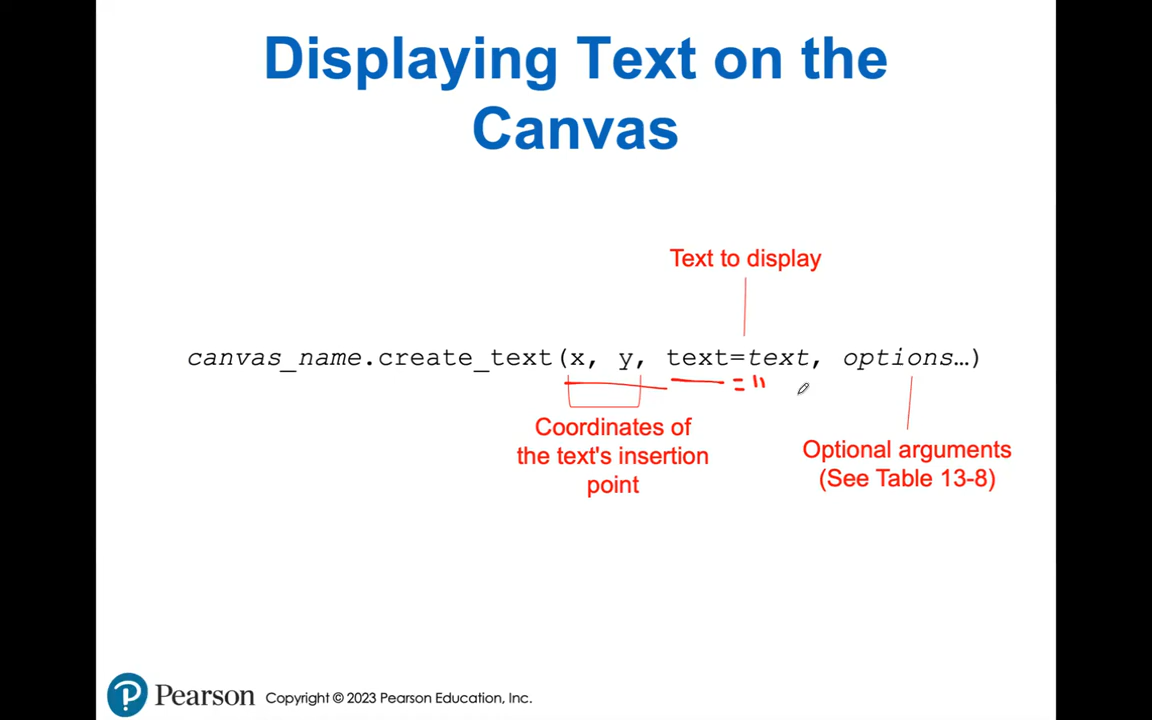 Displaying Text on the
Canvas
Text to display
canvas_name.create_text(x, y, text=text, options…)
="
Coordinates of
the text's insertion
point
Optional arguments
(See Table 13-8)
Pearson
Copyright © 2023 Pearson Education, Inc.